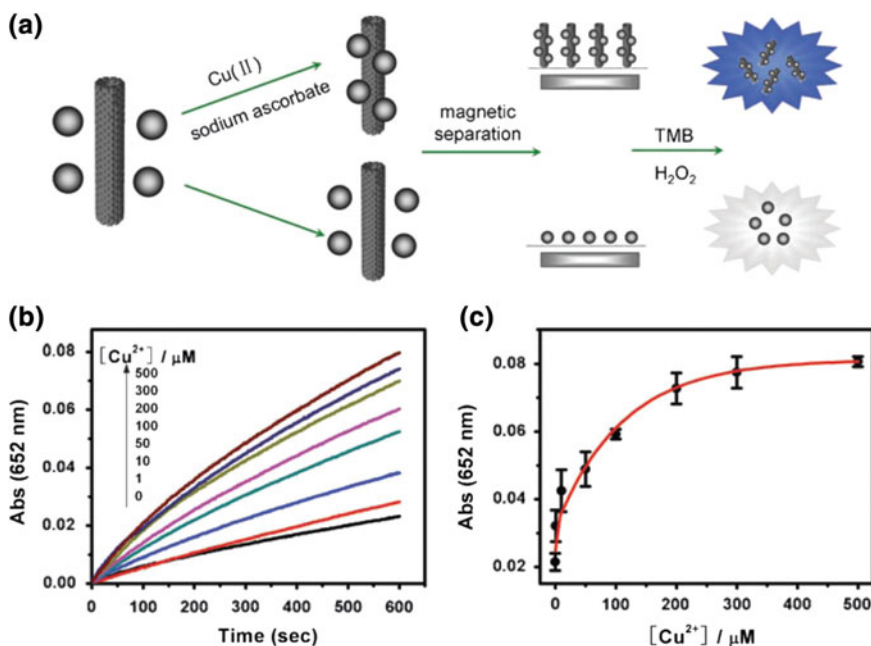 (a)
Cu(II)
sodium ascorbate
magnetic
separation
TMB
H₂O₂
(b)
[Cu²⁺] / μM
500
300
200
100
50
10
1
0
0.08
0.06
0.04
0.02
0.00
Abs (652 nm)
0 100 200 300 400 500 600
Time (sec)
(c)
0.08
0.06
0.04
0.02
Abs (652 nm)
0 100 200 300 500
[Cu²⁺] / μM